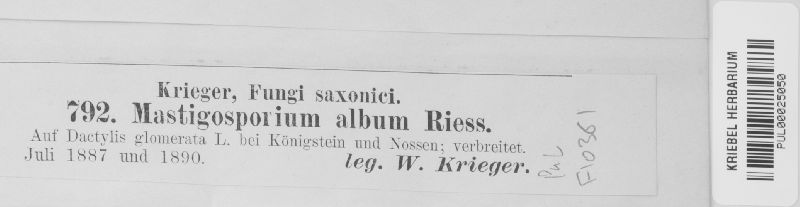 Krieger, Fungi saxonici.
792. Mastigosporium album Riess.
Auf Dactylis glomerata L. bei Königstein und Nossen; verbreitet.
Juli 1887 und 1890.
leg. W. Krieger.
PUL
F10361
KRIEBEL HERBARIUM
PUL00025050